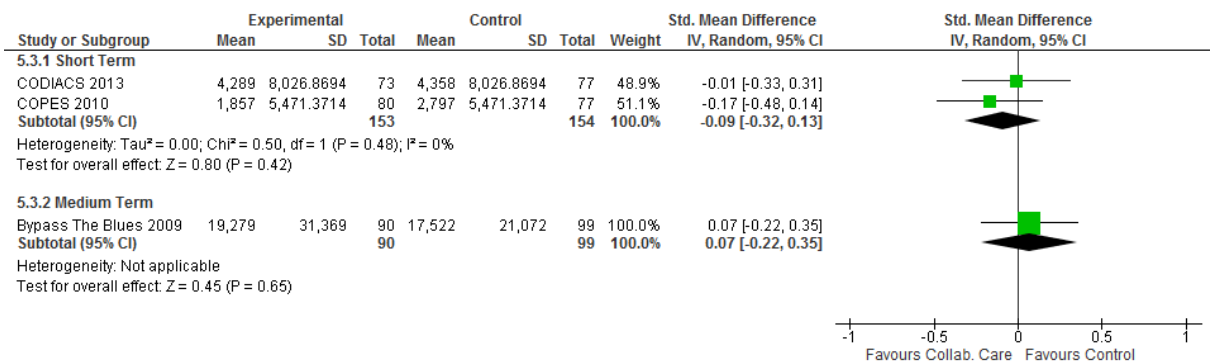 Experimental Control Std. Mean Difference Std. Mean Difference
Study or Subgroup Mean SD Total Mean SD Total Weight IV, Random, 95% CI IV, Random, 95% CI
5.3.1 Short Term
CODIACS 2013 4,289 8,026.8694 73 4,358 8,026.8694 77 48.9% -0.01 [-0.33, 0.31]
COPES 2010 1,857 5,471.3714 80 2,797 5,471.3714 77 51.1% -0.17 [-0.48, 0.14]
Subtotal (95% CI) 153 154 100.0% -0.09 [-0.32, 0.13]
Heterogeneity: Tau² = 0.00; Chi² = 0.50, df = 1 (P = 0.48); I² = 0%
Test for overall effect: Z = 0.80 (P = 0.42)
5.3.2 Medium Term
Bypass The Blues 2009 19,279 31,369 90 17,522 21,072 99 100.0% 0.07 [-0.22, 0.35]
Subtotal (95% CI) 90 99 100.0% 0.07 [-0.22, 0.35]
Heterogeneity: Not applicable
Test for overall effect: Z = 0.45 (P = 0.65)
-1 -0.5 0 0.5 1
Favours Collab. Care Favours Control